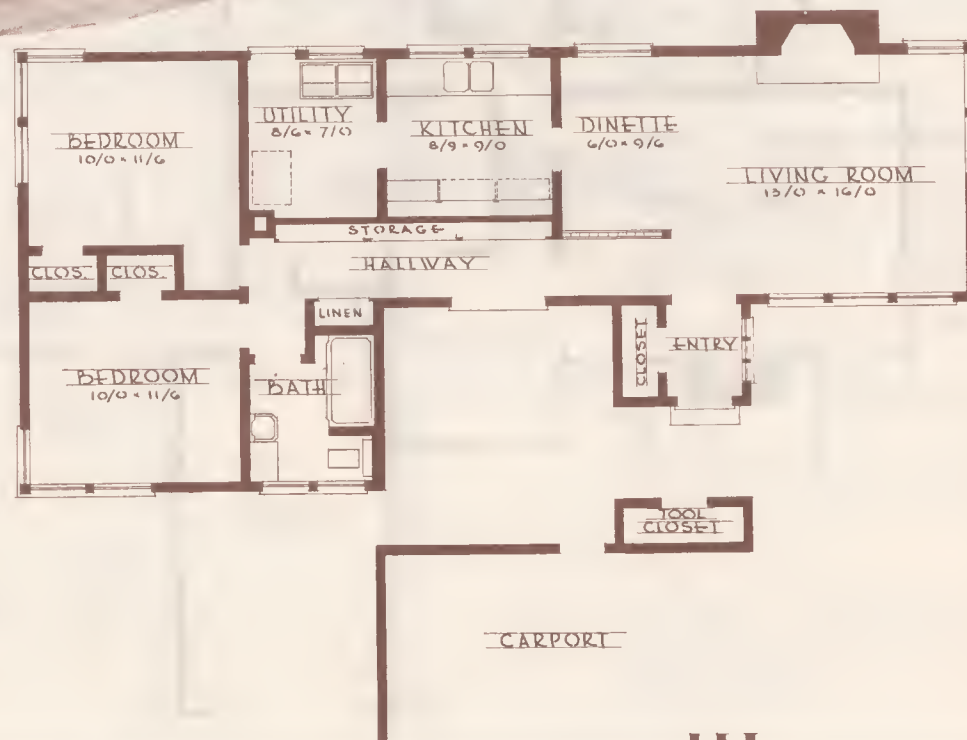 BEDROOM
10/0 × 11/6
UTILITY
8/6 × 7/0
KITCHEN
8/9 × 9/0
DINETTE
6/0 × 9/6
LIVING ROOM
13/0 × 16/0
STORAGE
HALLWAY
CLOS.
CLOS.
LINEN
BEDROOM
10/0 × 11/6
BATH
CLOSET
ENTRY
TOOL
CLOSET
CARPORT